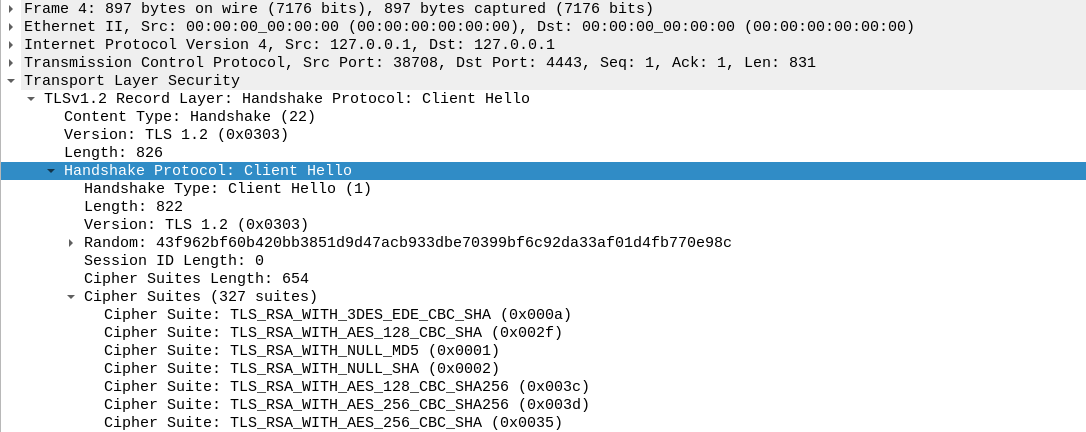 Frame 4: 897 bytes on wire (7176 bits), 897 bytes captured (7176 bits)
Ethernet II, Src: 00:00:00_00:00:00 (00:00:00:00:00:00), Dst: 00:00:00_00:00:00 (00:00:00:00:00:00)
Internet Protocol Version 4, Src: 127.0.0.1, Dst: 127.0.0.1
Transmission Control Protocol, Src Port: 38708, Dst Port: 4443, Seq: 1, Ack: 1, Len: 831
Transport Layer Security
TLSv1.2 Record Layer: Handshake Protocol: Client Hello
Content Type: Handshake (22)
Version: TLS 1.2 (0x0303)
Length: 826
Handshake Protocol: Client Hello
Handshake Type: Client Hello (1)
Length: 822
Version: TLS 1.2 (0x0303)
Random: 43f962bf60b420bb3851d9d47acb933dbe70399bf6c92da33af01d4fb770e98c
Session ID Length: 0
Cipher Suites Length: 654
Cipher Suites (327 suites)
Cipher Suite: TLS_RSA_WITH_3DES_EDE_CBC_SHA (0x000a)
Cipher Suite: TLS_RSA_WITH_AES_128_CBC_SHA (0x002f)
Cipher Suite: TLS_RSA_WITH_NULL_MD5 (0x0001)
Cipher Suite: TLS_RSA_WITH_NULL_SHA (0x0002)
Cipher Suite: TLS_RSA_WITH_AES_128_CBC_SHA256 (0x003c)
Cipher Suite: TLS_RSA_WITH_AES_256_CBC_SHA256 (0x003d)
Cipher Suite: TLS_RSA_WITH_AES_256_CBC_SHA (0x0035)